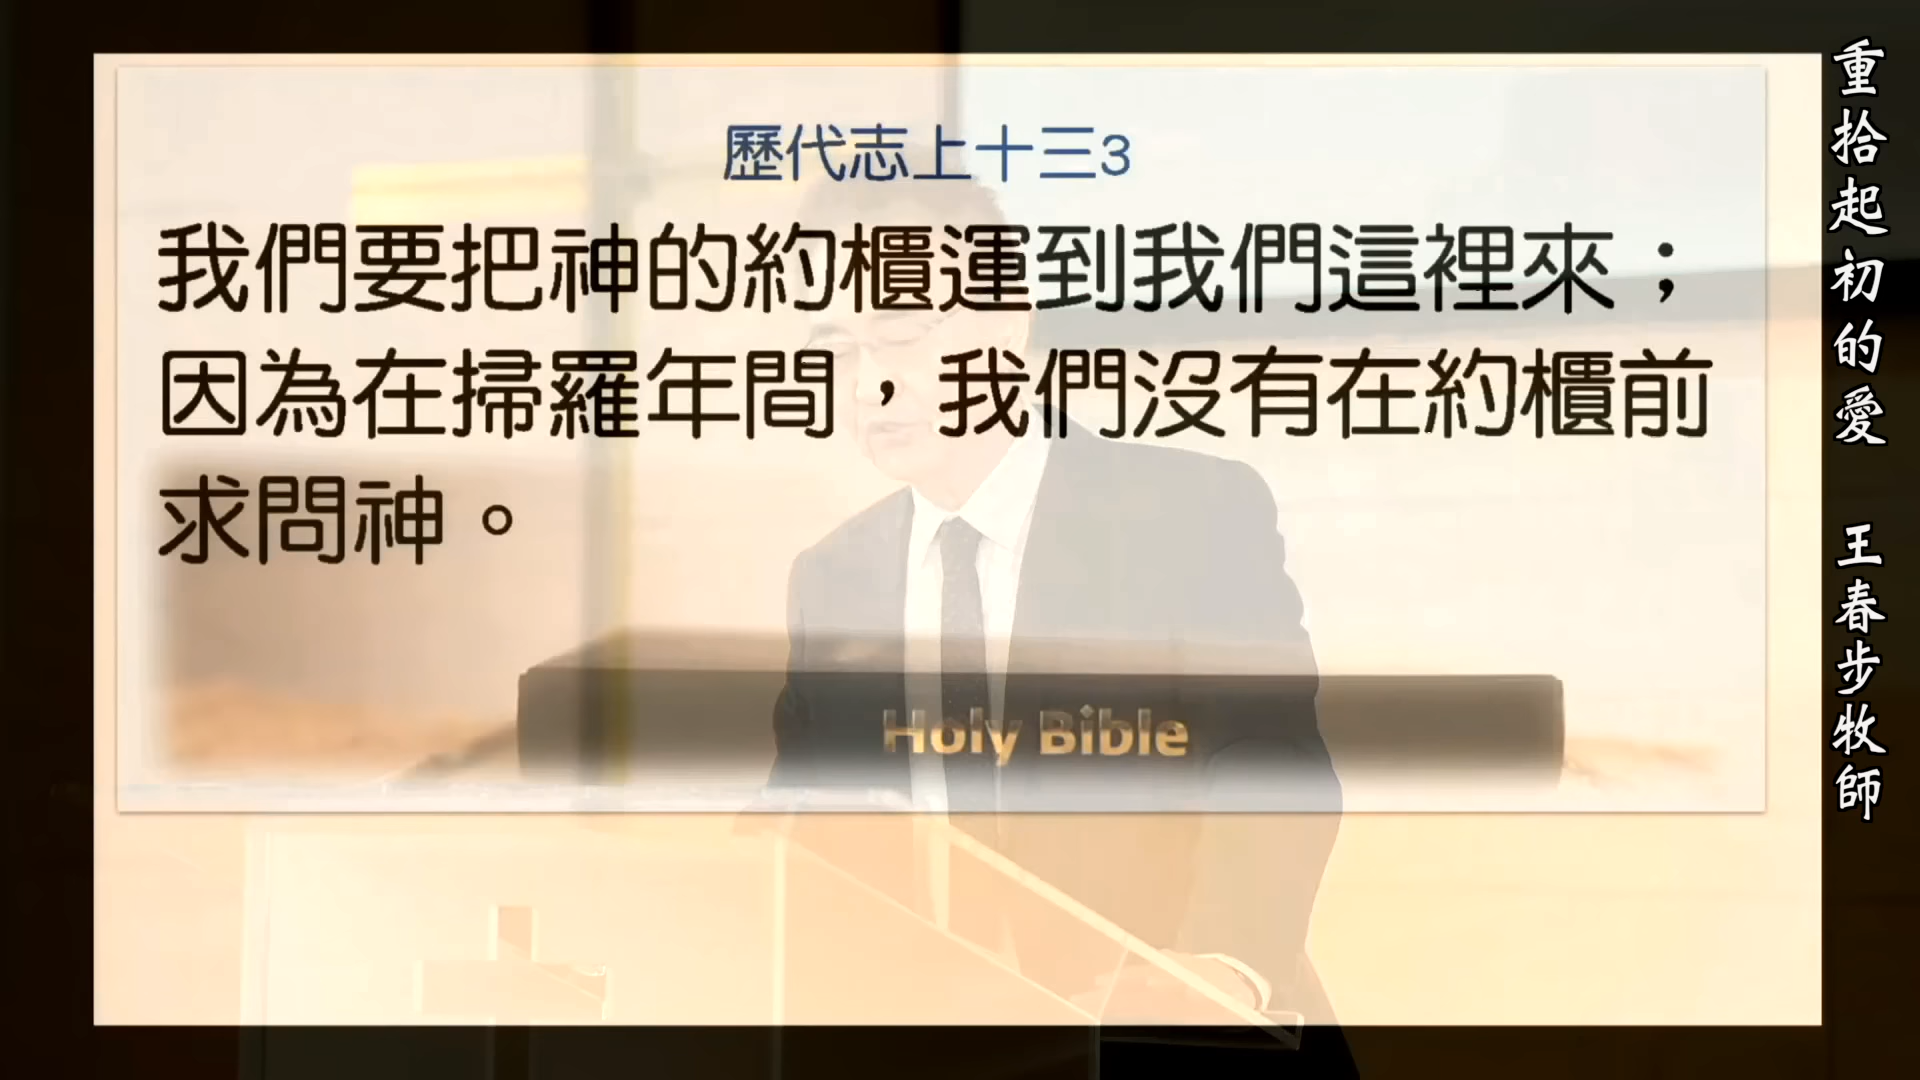 歷代志上十三3
我們要把神的約櫃運到我們這裡來；
因為在掃羅年間，我們沒有在約櫃前
求問神。
Holy Bible
重拾起初的愛 王春步牧師